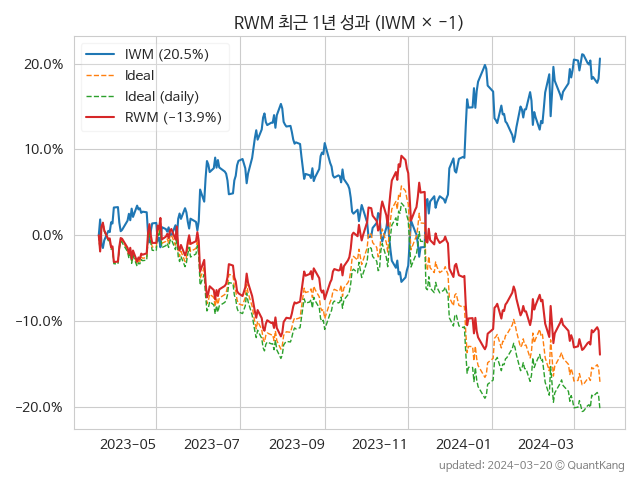 RWM 최근 1년 성과 (IWM × −1)
IWM (20.5%)
Ideal
Ideal (daily)
RWM (−13.9%)
20.0%
10.0%
0.0%
−10.0%
−20.0%
2023−05
2023−07
2023−09
2023−11
2024−01
2024−03
updated: 2024−03−20 © QuantKang